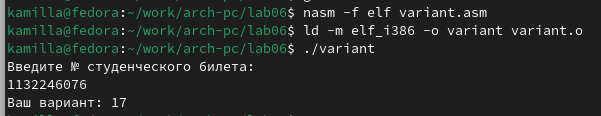 kamilla@fedora:~/work/arch-pc/lab06$ nasm -f elf variant.asm
kamilla@fedora:~/work/arch-pc/lab06$ ld -m elf_i386 -o variant variant.o
kamilla@fedora:~/work/arch-pc/lab06$ ./variant
Введите № студенческого билета:
1132246076
Ваш вариант: 17